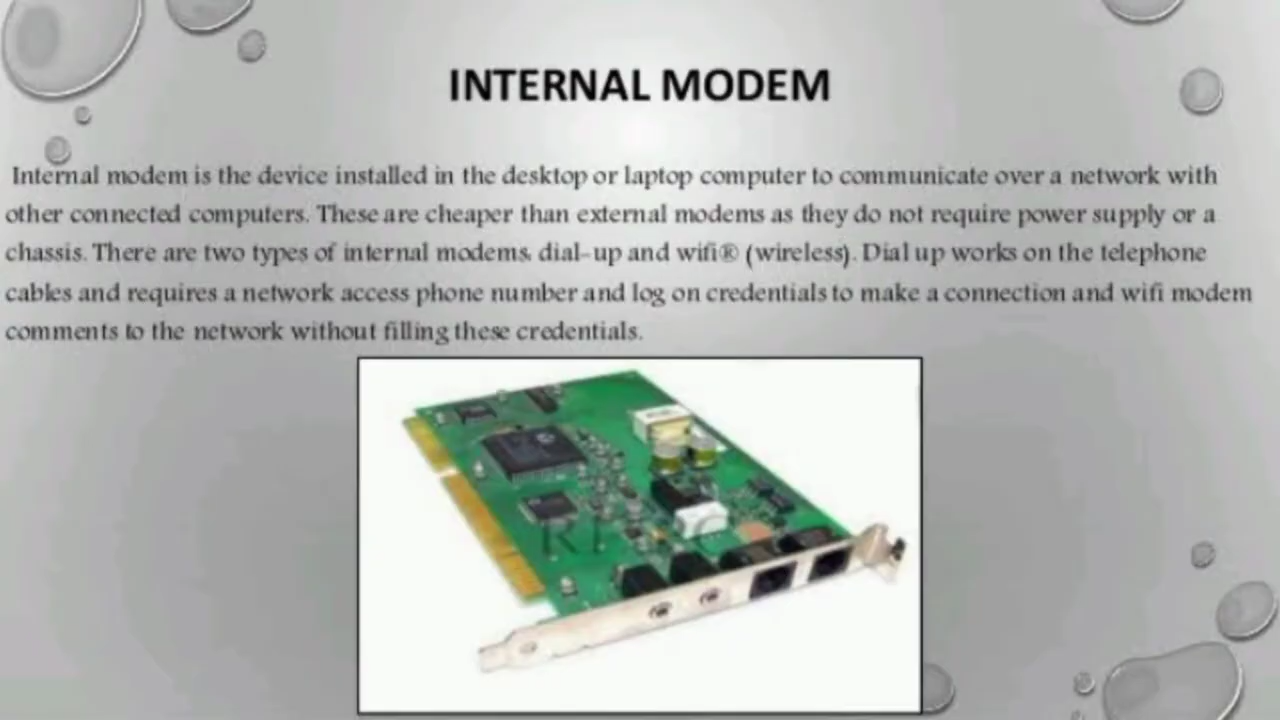 INTERNAL MODEM
Internal modem is the device installed in the desktop or laptop computer to communicate over a network with
other connected computers. These are cheaper than external modems as they do not require power supply or a
chassis. There are two types of internal modems. dial-up and wifi® (wireless). Dial up works on the telephone
cables and requires a network access phone number and log on credentials to make a connection and wifi modem
comments to the network without filling these credentials.